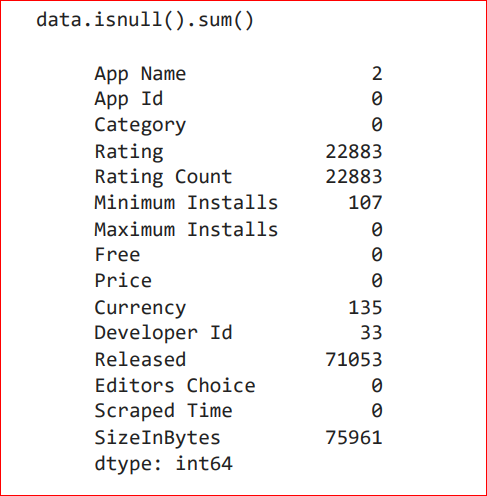 data.isnull().sum()
App Name 2
App Id 0
Category 0
Rating 22883
Rating Count 22883
Minimum Installs 107
Maximum Installs 0
Free 0
Price 0
Currency 135
Developer Id 33
Released 71053
Editors Choice 0
Scraped Time 0
SizeInBytes 75961
dtype: int64